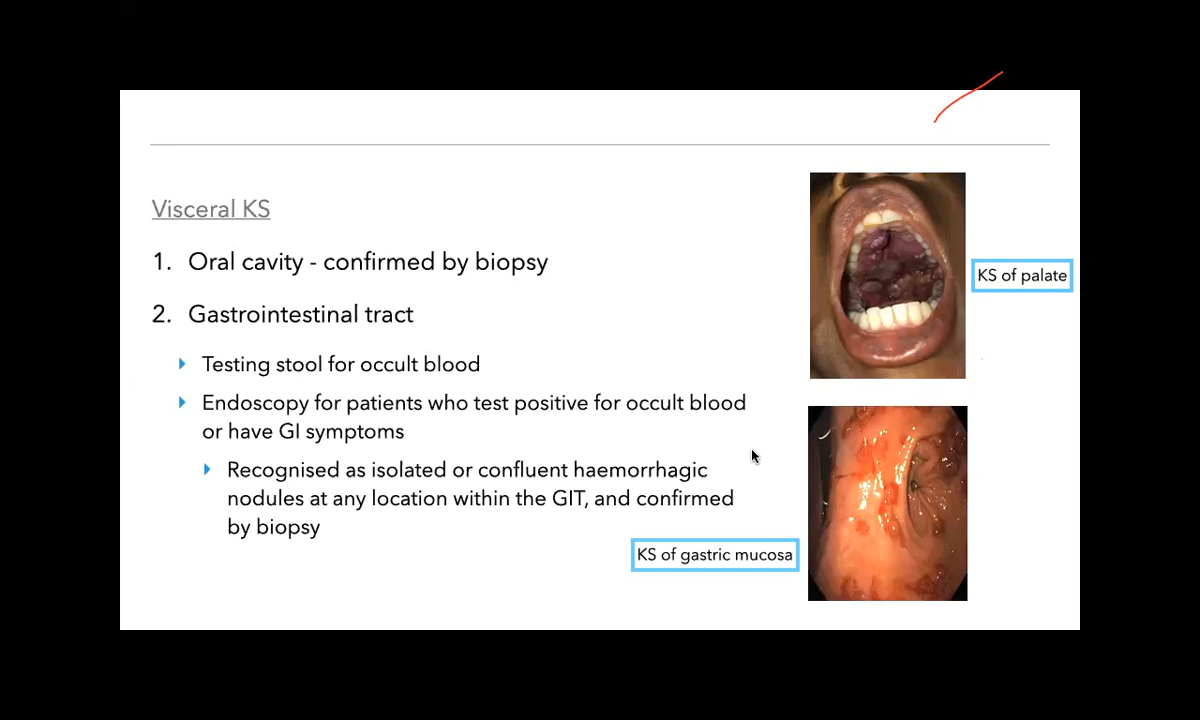 Visceral KS
1. Oral cavity - confirmed by biopsy
2. Gastrointestinal tract
Testing stool for occult blood
Endoscopy for patients who test positive for occult blood
or have GI symptoms
Recognised as isolated or confluent haemorrhagic
nodules at any location within the GIT, and confirmed
by biopsy
KS of palate
KS of gastric mucosa